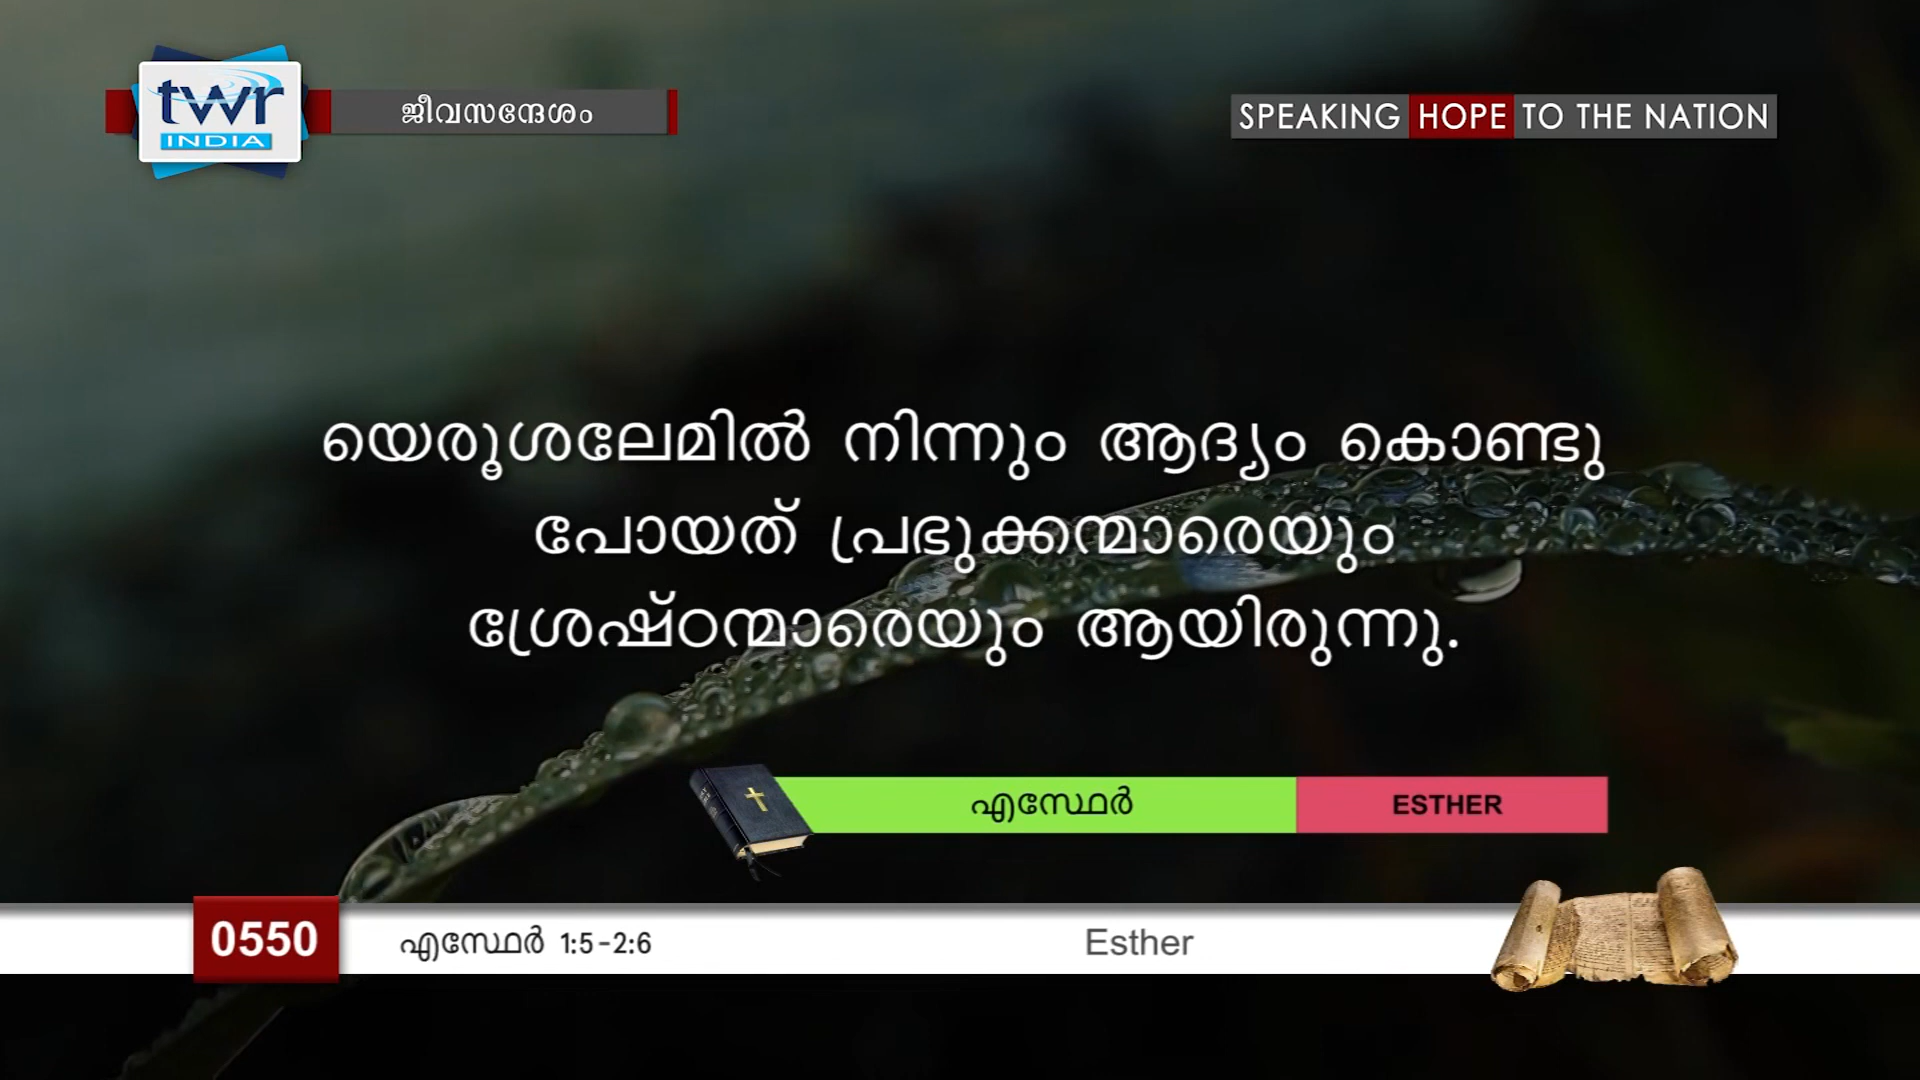 twr
INDIA
ജീവസന്ദേശം
SPEAKING HOPE TO THE NATION
യെരൂശലേമിൽ നിന്നും ആദ്യം കൊണ്ടു
പോയത് പ്രഭുക്കന്മാരെയും
ശ്രേഷ്ഠന്മാരെയും ആയിരുന്നു.
എസ്ഥേർ
ESTHER
0550
എസ്ഥേർ 1:5-2:6
Esther